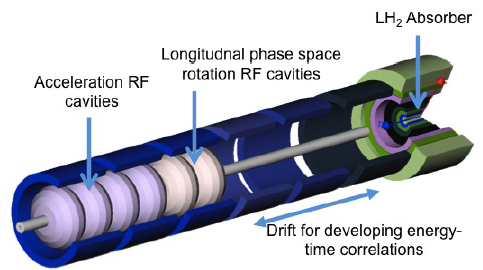 LH2 Absorber
Longitudnal phase space
rotation RF cavities
Acceleration RF
cavities
Drift for developing energy-
time correlations